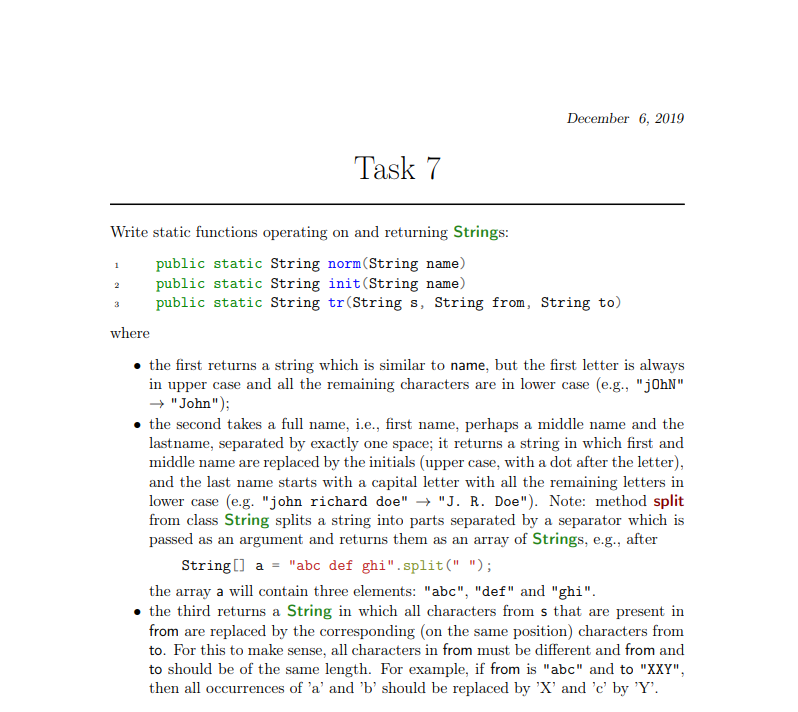 December 6, 2019
Task 7
Write static functions operating on and returning Strings:
1 public static String norm(String name)
2 public static String init(String name)
3 public static String tr(String s, String from, String to)
where
• the first returns a string which is similar to name, but the first letter is always
in upper case and all the remaining characters are in lower case (e.g., "jOhN"
→ "John");
• the second takes a full name, i.e., first name, perhaps a middle name and the
lastname, separated by exactly one space; it returns a string in which first and
middle name are replaced by the initials (upper case, with a dot after the letter),
and the last name starts with a capital letter with all the remaining letters in
lower case (e.g. "john richard doe" → "J. R. Doe"). Note: method split
from class String splits a string into parts separated by a separator which is
passed as an argument and returns them as an array of Strings, e.g., after
String[] a = "abc def ghi".split(" ");
the array a will contain three elements: "abc", "def" and "ghi".
• the third returns a String in which all characters from s that are present in
from are replaced by the corresponding (on the same position) characters from
to. For this to make sense, all characters in from must be different and from and
to should be of the same length. For example, if from is "abc" and to "XXY",
then all occurrences of 'a' and 'b' should be replaced by 'X' and 'c' by 'Y'.